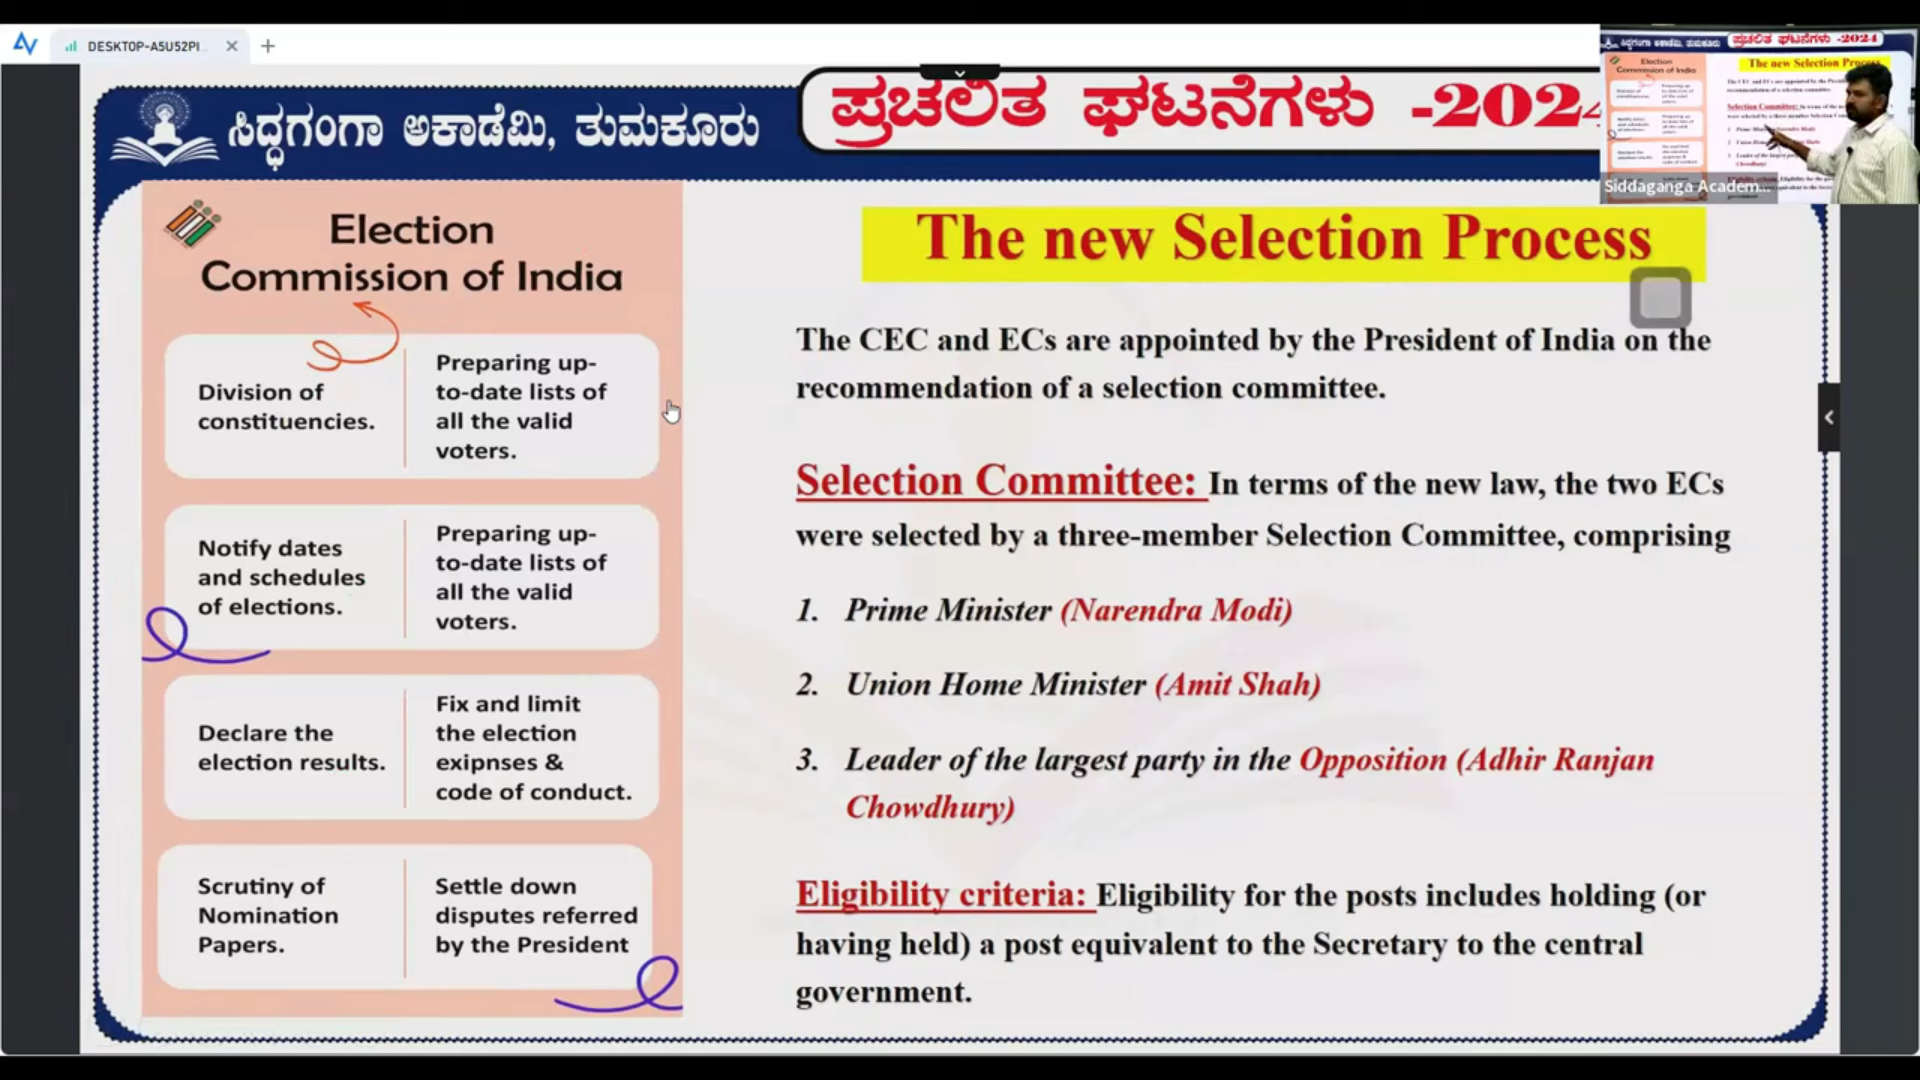 DESKTOP-A5U52PI...
ಸಿದ್ಧಗಂಗಾ ಅಕಾಡೆಮಿ, ತುಮಕೂರು
ಪ್ರಚಲಿತ ಘಟನೆಗಳು -2024
Siddaganga Academ...
Election
Commission of India
Division of
constituencies.
Preparing up-
to-date lists of
all the valid
voters.
Notify dates
and schedules
of elections.
Preparing up-
to-date lists of
all the valid
voters.
Declare the
election results.
Fix and limit
the election
exipnses &
code of conduct.
Scrutiny of
Nomination
Papers.
Settle down
disputes referred
by the President
The new Selection Process
The CEC and ECs are appointed by the President of India on the
recommendation of a selection committee.
Selection Committee: In terms of the new law, the two ECs
were selected by a three-member Selection Committee, comprising
1. Prime Minister (Narendra Modi)
2. Union Home Minister (Amit Shah)
3. Leader of the largest party in the Opposition (Adhir Ranjan
Chowdhury)
Eligibility criteria: Eligibility for the posts includes holding (or
having held) a post equivalent to the Secretary to the central
government.